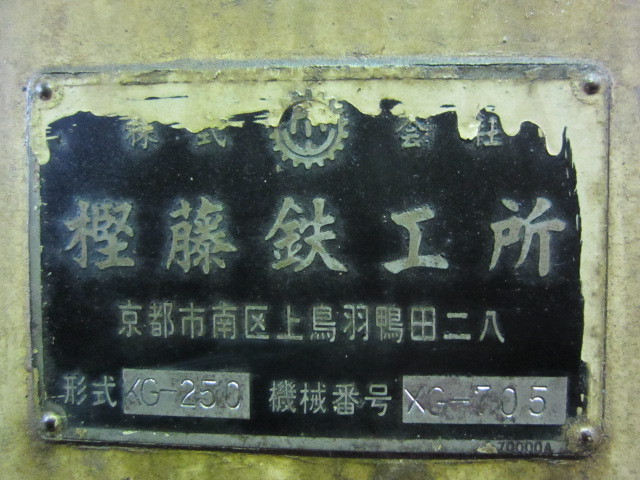 株式 会社
樫藤鉄工所
京都市南区上鳥羽鴨田二八
形式 KG-250 機械番号 KG-705
70000A